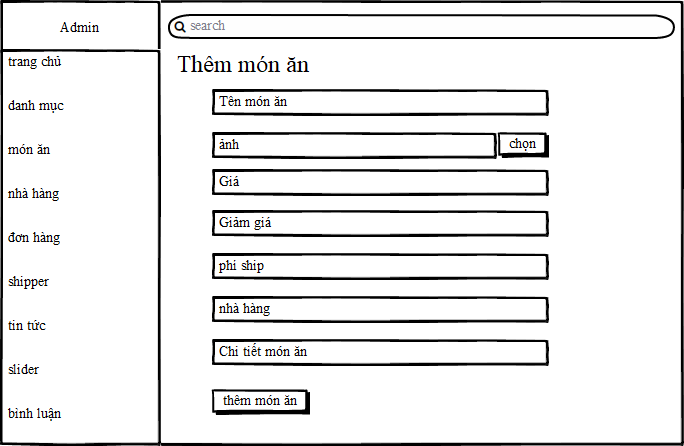 Admin
search
trang chủ
danh mục
món ăn
nhà hàng
đơn hàng
shipper
tin tức
slider
bình luận
Thêm món ăn
Tên món ăn
ảnh
chọn
Giá
Giảm giá
phi ship
nhà hàng
Chi tiết món ăn
thêm món ăn